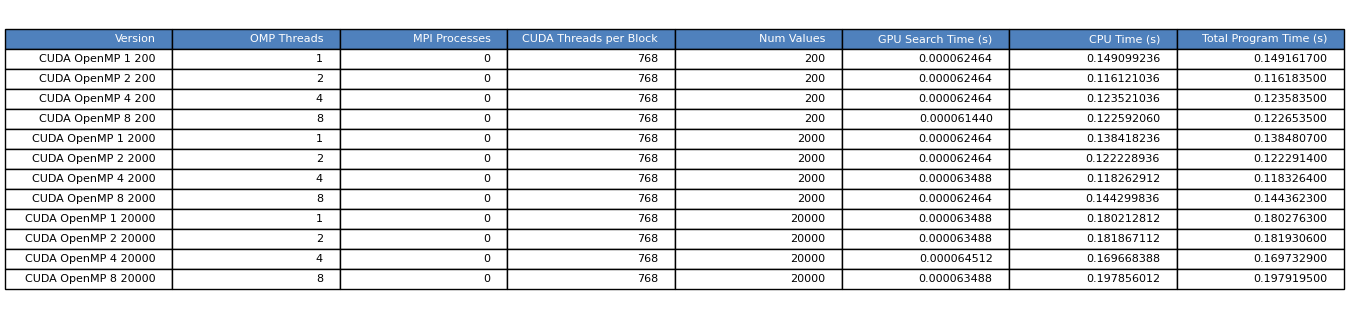 Version OMP Threads MPI Processes CUDA Threads per Block Num Values GPU Search Time (s) CPU Time (s) Total Program Time (s)
CUDA OpenMP 1 200 1 0 768 200 0.000062464 0.149099236 0.149161700
CUDA OpenMP 2 200 2 0 768 200 0.000062464 0.116121036 0.116183500
CUDA OpenMP 4 200 4 0 768 200 0.000062464 0.123521036 0.123583500
CUDA OpenMP 8 200 8 0 768 200 0.000061440 0.122592060 0.122653500
CUDA OpenMP 1 2000 1 0 768 2000 0.000062464 0.138418236 0.138480700
CUDA OpenMP 2 2000 2 0 768 2000 0.000062464 0.122228936 0.122291400
CUDA OpenMP 4 2000 4 0 768 2000 0.000063488 0.118262912 0.118326400
CUDA OpenMP 8 2000 8 0 768 2000 0.000062464 0.144299836 0.144362300
CUDA OpenMP 1 20000 1 0 768 20000 0.000063488 0.180212812 0.180276300
CUDA OpenMP 2 20000 2 0 768 20000 0.000063488 0.181867112 0.181930600
CUDA OpenMP 4 20000 4 0 768 20000 0.000064512 0.169668388 0.169732900
CUDA OpenMP 8 20000 8 0 768 20000 0.000063488 0.197856012 0.197919500